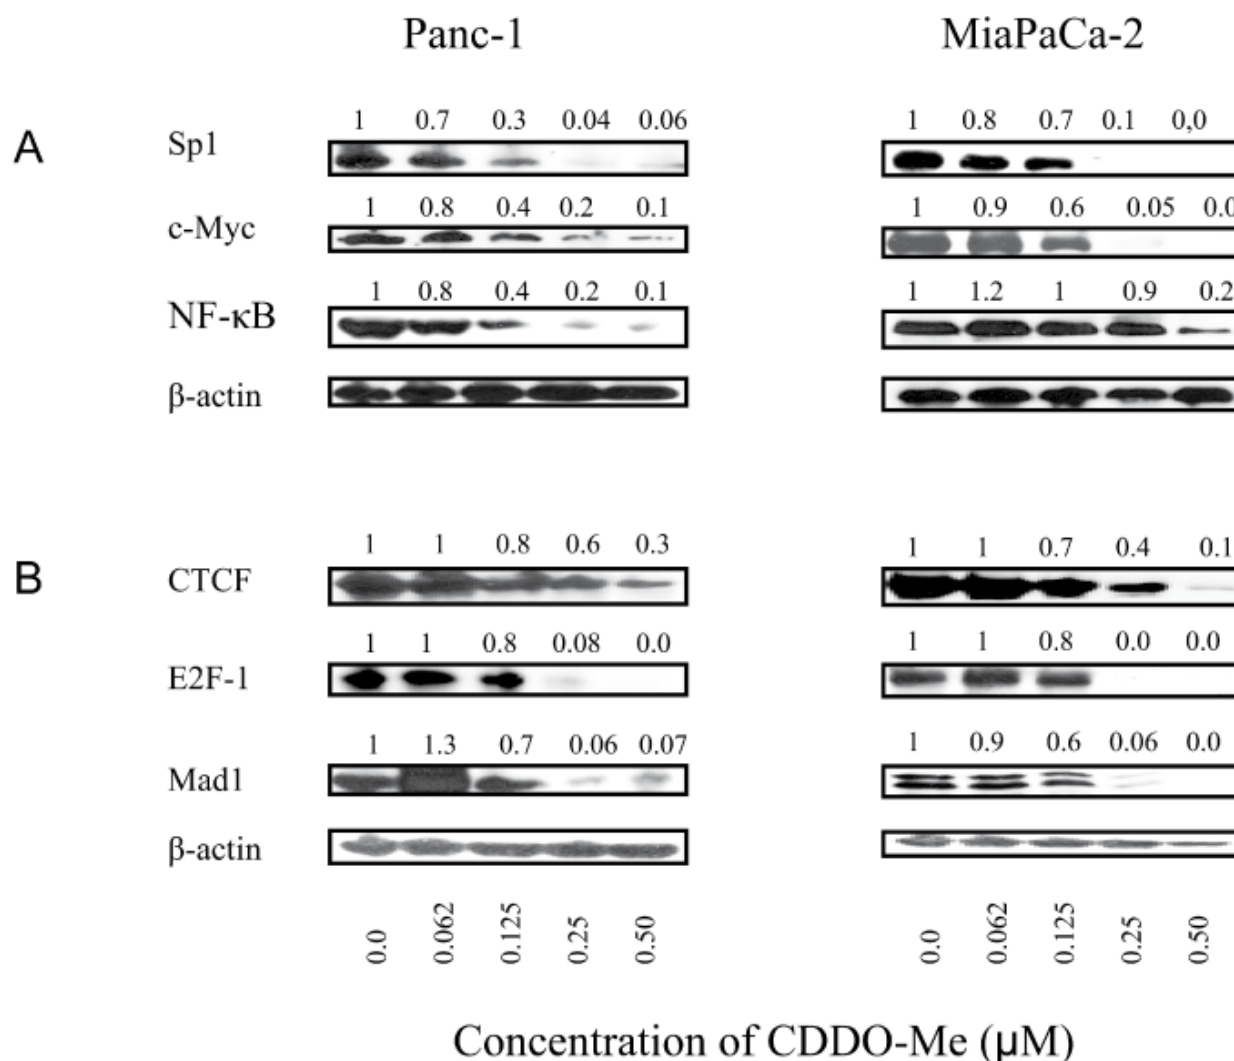 Panc-1 MiaPaCa-2
A
Sp1 1 0.7 0.3 0.04 0.06 1 0.8 0.7 0.1 0,0
c-Myc 1 0.8 0.4 0.2 0.1 1 0.9 0.6 0.05 0.0
NF-κB 1 0.8 0.4 0.2 0.1 1 1.2 1 0.9 0.2
β-actin
B
CTCF 1 1 0.8 0.6 0.3 1 1 0.7 0.4 0.1
E2F-1 1 1 0.8 0.08 0.0 1 1 0.8 0.0 0.0
Mad1 1 1.3 0.7 0.06 0.07 1 0.9 0.6 0.06 0.0
β-actin
0.0 0.062 0.125 0.25 0.50 0.0 0.062 0.125 0.25 0.50
Concentration of CDDO-Me (μM)